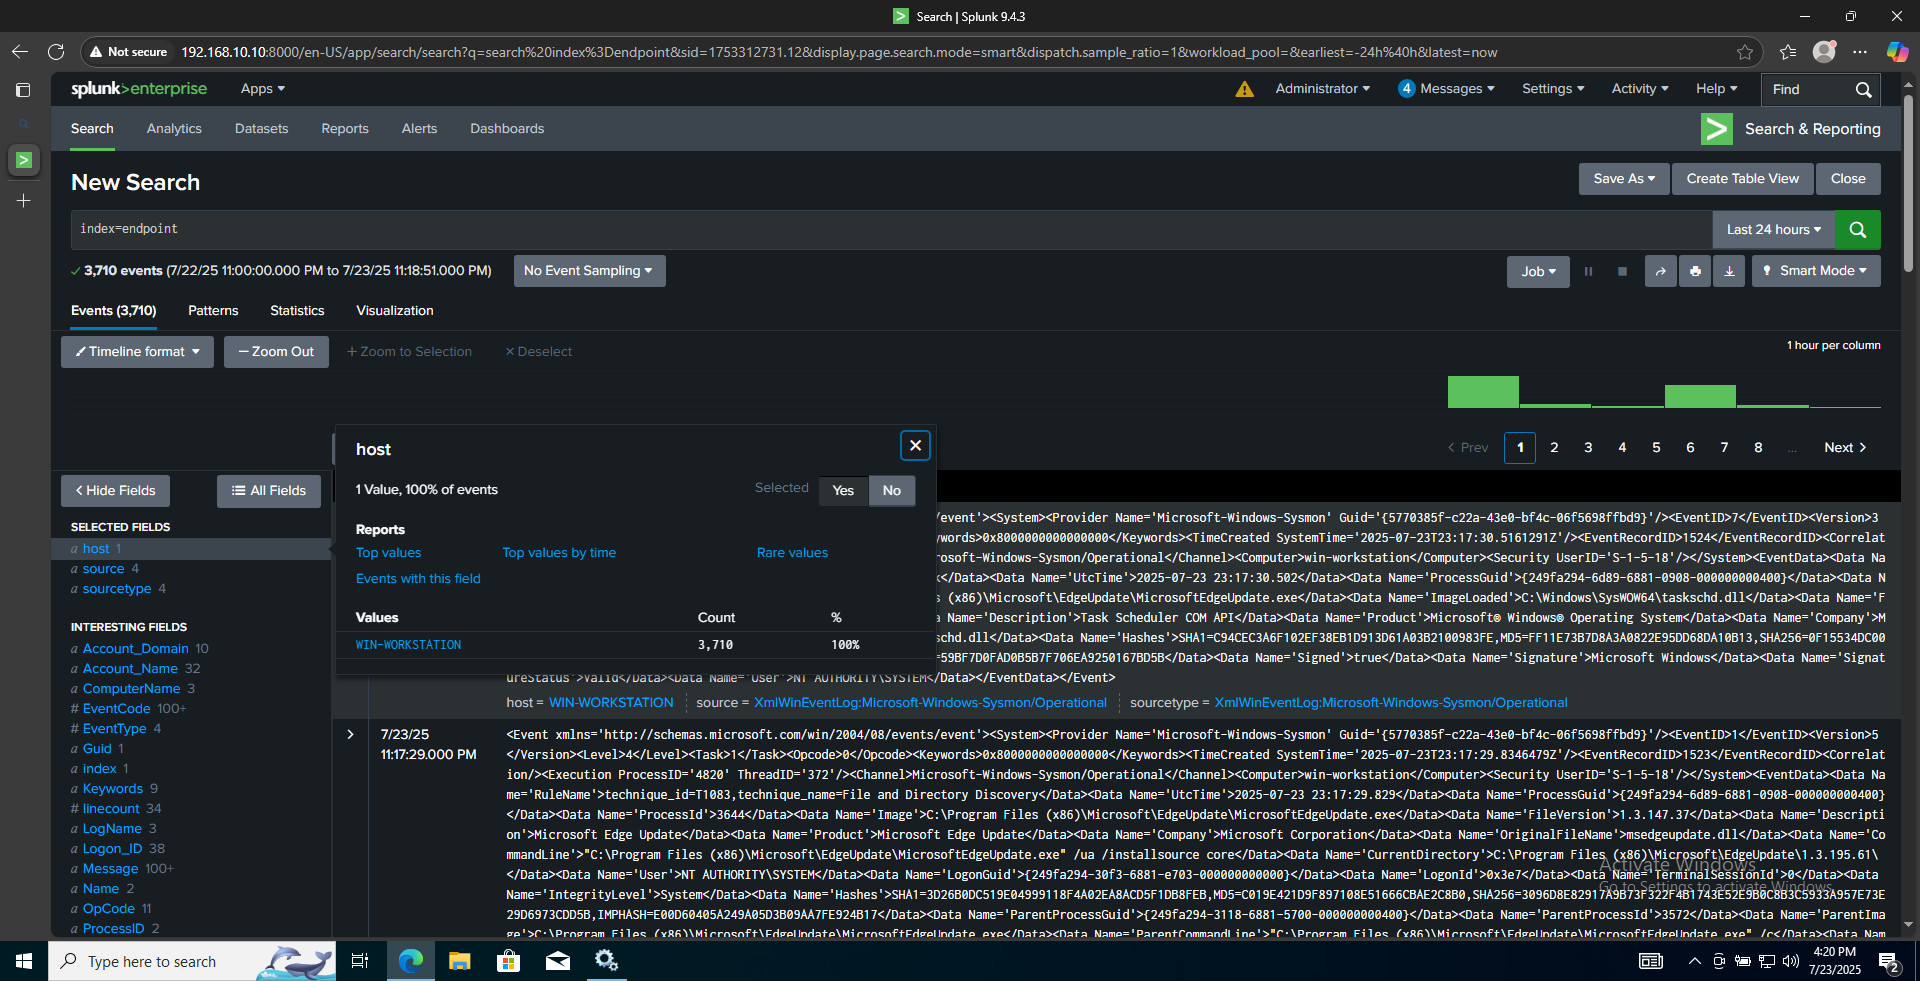 Search | Splunk 9.4.3
Not secure 192.168.10.10:8000/en-US/app/search/search?q=search%20index%3Dendpoint&sid=1753312731.12&display.page.search.mode=smart&dispatch.sample_ratio=1&workload_pool=&earliest=-24h%40h&latest=now
splunk>enterprise Apps Administrator 4 Messages Settings Activity Help Find
Search Analytics Datasets Reports Alerts Dashboards Search & Reporting
New Search Save As Create Table View Close
index=endpoint Last 24 hours
3,710 events (7/22/25 11:00:00.000 PM to 7/23/25 11:18:51.000 PM) No Event Sampling Job Smart Mode
Events (3,710) Patterns Statistics Visualization
Timeline format — Zoom Out + Zoom to Selection × Deselect 1 hour per column
host
< Prev 1 2 3 4 5 6 7 8 ... Next >
1 Value, 100% of events Selected Yes No
Reports
Top values Top values by time Rare values
Events with this field
Values Count %
WIN-WORKSTATION 3,710 100%
< Hide Fields All Fields
SELECTED FIELDS
a host 1
a source 4
a sourcetype 4
INTERESTING FIELDS
a Account_Domain 10
a Account_Name 32
a ComputerName 3
# EventCode 100+
# EventType 4
a Guid 1
a index 1
a Keywords 9
# linecount 34
a LogName 3
a Logon_ID 38
a Message 100+
a Name 2
a OpCode 11
a ProcessID 2
/event'><System><Provider Name='Microsoft-Windows-Sysmon' Guid='{5770385f-c22a-43e0-bf4c-06f5698ffbd9}'/><EventID>7</EventID><Version>3
words>0x8000000000000000</Keywords><TimeCreated SystemTime='2025-07-23T23:17:30.5161291Z'/><EventRecordID>1524</EventRecordID><Correlat
rosoft-Windows-Sysmon/Operational</Channel><Computer>win-workstation</Computer><Security UserID='S-1-5-18'/></System><EventData><Data Na
</Data><Data Name='UtcTime'>2025-07-23 23:17:30.502</Data><Data Name='ProcessGuid'>{249fa294-6d89-6881-0908-000000000400}</Data><Data N
(x86)\Microsoft\EdgeUpdate\MicrosoftEdgeUpdate.exe</Data><Data Name='ImageLoaded'>C:\Windows\SysWOW64\taskschd.dll</Data><Data Name='F
Name='Description'>Task Scheduler COM API</Data><Data Name='Product'>Microsoft® Windows® Operating System</Data><Data Name='Company'>M
schd.dll</Data><Data Name='Hashes'>SHA1=C94CEC3A6F102EF38EB1D913D61A03B2100983FE,MD5=FF11E73B7D8A3A0822E95DD68DA10B13,SHA256=0F15534DC00
=59BF7D0FAD0B5B7F706EA9250167BD5B</Data><Data Name='Signed'>true</Data><Data Name='Signature'>Microsoft Windows</Data><Data Name='Signat
ureStatus'>Valid</Data><Data Name='User'>NT AUTHORITY\SYSTEM</Data></EventData></Event>
host = WIN-WORKSTATION source = XmlWinEventLog:Microsoft-Windows-Sysmon/Operational sourcetype = XmlWinEventLog:Microsoft-Windows-Sysmon/Operational
7/23/25
11:17:29.000 PM
<Event xmlns='http://schemas.microsoft.com/win/2004/08/events/event'><System><Provider Name='Microsoft-Windows-Sysmon' Guid='{5770385f-c22a-43e0-bf4c-06f5698ffbd9}'/><EventID>1</EventID><Version>5
</Version><Level>4</Level><Task>1</Task><Opcode>0</Opcode><Keywords>0x8000000000000000</Keywords><TimeCreated SystemTime='2025-07-23T23:17:29.8346479Z'/><EventRecordID>1523</EventRecordID><Correlat
ion/><Execution ProcessID='4820' ThreadID='372'/><Channel>Microsoft-Windows-Sysmon/Operational</Channel><Computer>win-workstation</Computer><Security UserID='S-1-5-18'/></System><EventData><Data Na
me='RuleName'>technique_id=T1083,technique_name=File and Directory Discovery</Data><Data Name='UtcTime'>2025-07-23 23:17:29.829</Data><Data Name='ProcessGuid'>{249fa294-6d89-6881-0908-000000000400}
</Data><Data Name='ProcessId'>3644</Data><Data Name='Image'>C:\Program Files (x86)\Microsoft\EdgeUpdate\MicrosoftEdgeUpdate.exe</Data><Data Name='FileVersion'>1.3.147.37</Data><Data Name='Descripti
on'>Microsoft Edge Update</Data><Data Name='Product'>Microsoft Edge Update</Data><Data Name='Company'>Microsoft Corporation</Data><Data Name='OriginalFileName'>msedgeupdate.dll</Data><Data Name='Co
mmandLine'>"C:\Program Files (x86)\Microsoft\EdgeUpdate\MicrosoftEdgeUpdate.exe" /ua /installsource core</Data><Data Name='CurrentDirectory'>C:\Program Files (x86)\Microsoft\EdgeUpdate\1.3.195.61\
</Data><Data Name='User'>NT AUTHORITY\SYSTEM</Data><Data Name='LogonGuid'>{249fa294-30f3-6881-e703-000000000000}</Data><Data Name='LogonId'>0x3e7</Data><Data Name='TerminalSessionId'>0</Data><Data
Name='IntegrityLevel'>System</Data><Data Name='Hashes'>SHA1=3D26B0DC519E04999118F4A02EA8ACD5F1DB8FEB,MD5=C019E421D9F897108E51666CBAE2C8B0,SHA256=3096D8E82917A9B73F322F4B1743E52E9B0C8B3C5933A957E73E
29D6973CDD5B,IMPHASH=E00D60405A249A05D3B09AA7FE924B17</Data><Data Name='ParentProcessGuid'>{249fa294-3118-6881-5700-000000000400}</Data><Data Name='ParentProcessId'>3572</Data><Data Name='ParentIma
ge'>C:\Program Files (x86)\Microsoft\EdgeUpdate\MicrosoftEdgeUpdate.exe</Data><Data Name='ParentCommandLine'>"C:\Program Files (x86)\Microsoft\EdgeUpdate\MicrosoftEdgeUpdate.exe" /c</Data><Data Nam
Activate Windows
Go to Settings to activate Windows.
Type here to search
4:20 PM
7/23/2025
2